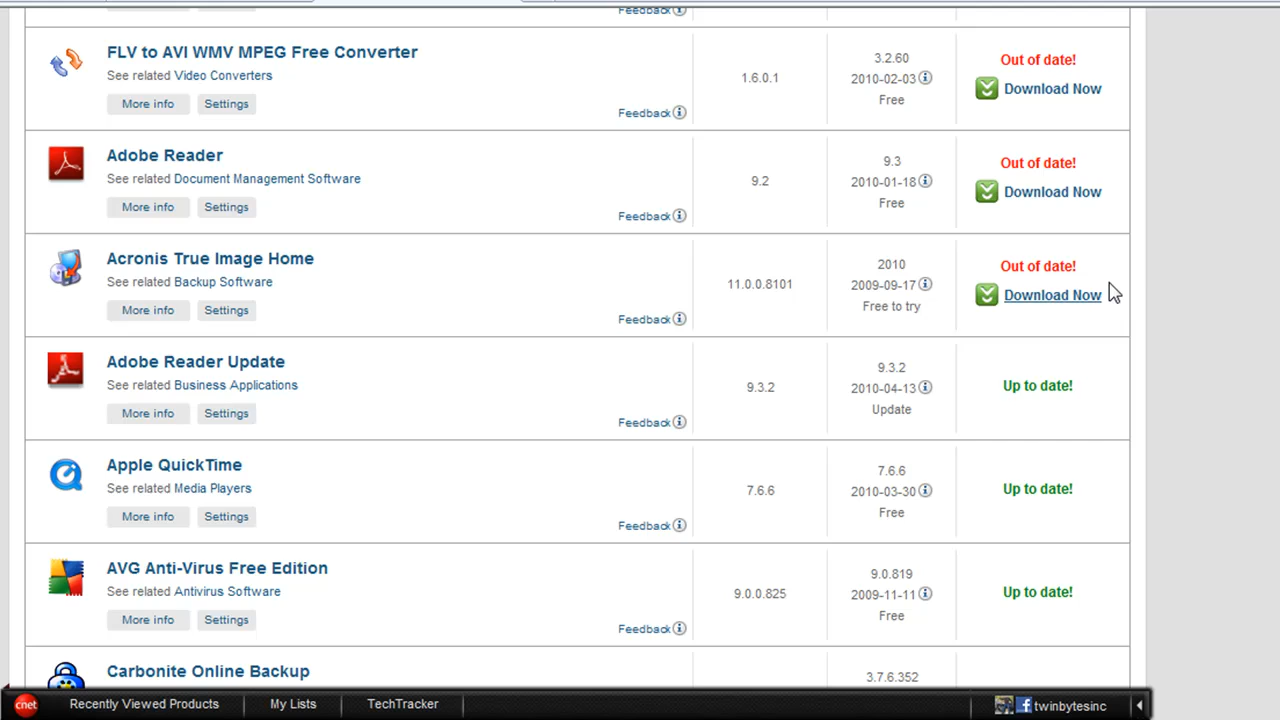 Feedback
FLV to AVI WMV MPEG Free Converter
See related Video Converters
More info Settings
Feedback
1.6.0.1
3.2.60
2010-02-03
Free
Out of date!
Download Now
Adobe Reader
See related Document Management Software
More info Settings
Feedback
9.2
9.3
2010-01-18
Free
Out of date!
Download Now
Acronis True Image Home
See related Backup Software
More info Settings
Feedback
11.0.0.8101
2010
2009-09-17
Free to try
Out of date!
Download Now
Adobe Reader Update
See related Business Applications
More info Settings
Feedback
9.3.2
9.3.2
2010-04-13
Update
Up to date!
Apple QuickTime
See related Media Players
More info Settings
Feedback
7.6.6
7.6.6
2010-03-30
Free
Up to date!
AVG Anti-Virus Free Edition
See related Antivirus Software
More info Settings
Feedback
9.0.0.825
9.0.819
2009-11-11
Free
Up to date!
Carbonite Online Backup
3.7.6.352
cnet Recently Viewed Products My Lists TechTracker twinbytesinc